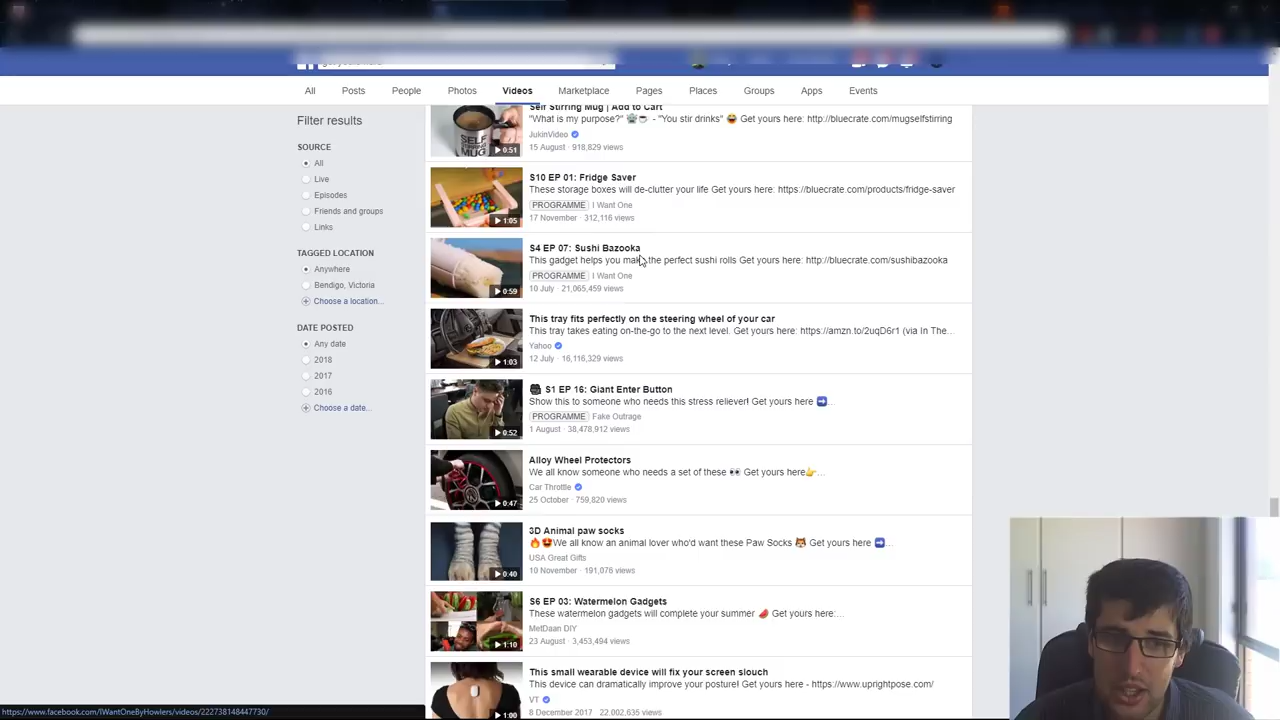 All Posts People Photos Videos Marketplace Pages Places Groups Apps Events
Filter results
SOURCE
All
Live
Episodes
Friends and groups
Links
TAGGED LOCATION
Anywhere
Bendigo, Victoria
Choose a location...
DATE POSTED
Any date
2018
2017
2016
Choose a date...
Self Stirring Mug | Add to Cart
"What is my purpose?" - "You stir drinks" Get yours here: http://bluecrate.com/mugselfstirring
JukinVideo
15 August · 918,829 views
SELF
MUG
0:51
S10 EP 01: Fridge Saver
These storage boxes will de-clutter your life Get yours here: https://bluecrate.com/products/fridge-saver
PROGRAMME I Want One
17 November · 312,116 views
1:05
S4 EP 07: Sushi Bazooka
This gadget helps you make the perfect sushi rolls Get yours here: http://bluecrate.com/sushibazooka
PROGRAMME I Want One
10 July · 21,065,459 views
0:59
This tray fits perfectly on the steering wheel of your car
This tray takes eating on-the-go to the next level. Get yours here: https://amzn.to/2uqD6r1 (via In The...
Yahoo
12 July · 16,116,329 views
1:03
S1 EP 16: Giant Enter Button
Show this to someone who needs this stress reliever! Get yours here ...
PROGRAMME Fake Outrage
1 August · 38,478,912 views
0:52
Alloy Wheel Protectors
We all know someone who needs a set of these Get yours here...
Car Throttle
25 October · 759,820 views
0:47
3D Animal paw socks
We all know an animal lover who'd want these Paw Socks Get yours here ...
USA Great Gifts
10 November · 191,076 views
0:40
S6 EP 03: Watermelon Gadgets
These watermelon gadgets will complete your summer Get yours here:...
MetDaan DIY
23 August · 3,453,494 views
1:10
This small wearable device will fix your screen slouch
This device can dramatically improve your posture! Get yours here - https://www.uprightpose.com/
VT
8 December 2017 · 22,002,635 views
1:00
https://www.facebook.com/IWantOneByHowlers/videos/222738148447730/